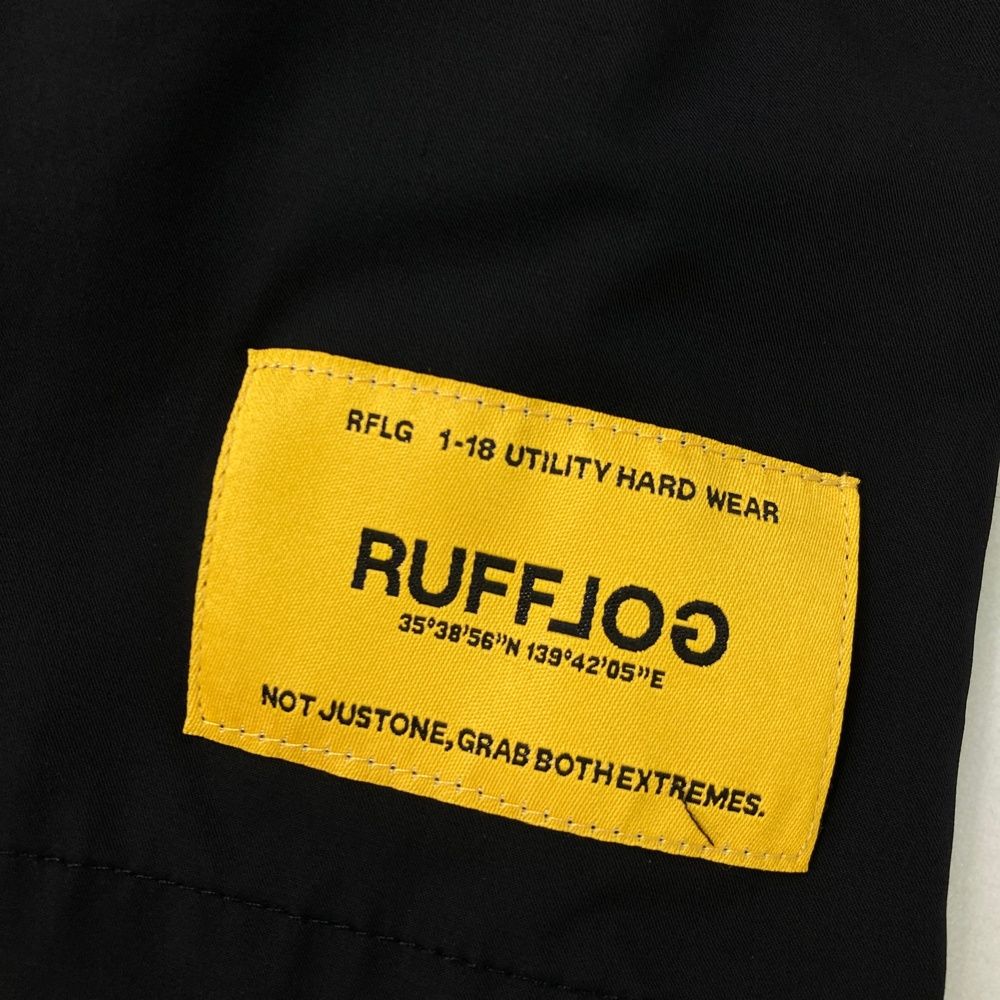 RFLG 1-18 UTILITY HARD WEAR
RUFFLOG
35°38'56"N 139°42'05"E
NOT JUSTONE, GRAB BOTH EXTREMES.